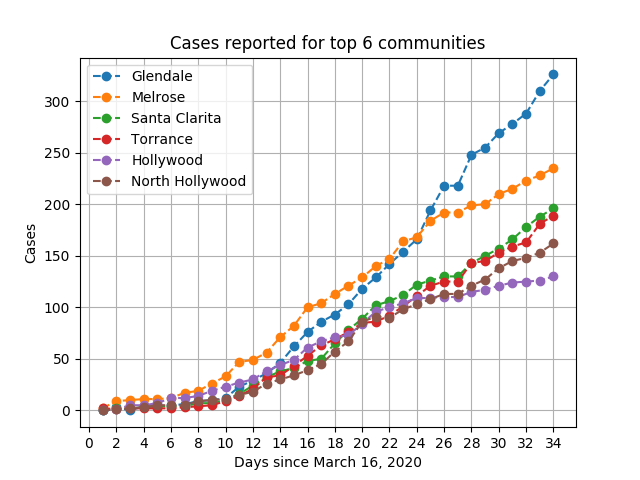 Cases reported for top 6 communities
Glendale
Melrose
Santa Clarita
Torrance
Hollywood
North Hollywood
Cases
300
250
200
150
100
50
0
0 2 4 6 8 10 12 14 16 18 20 22 24 26 28 30 32 34
Days since March 16, 2020